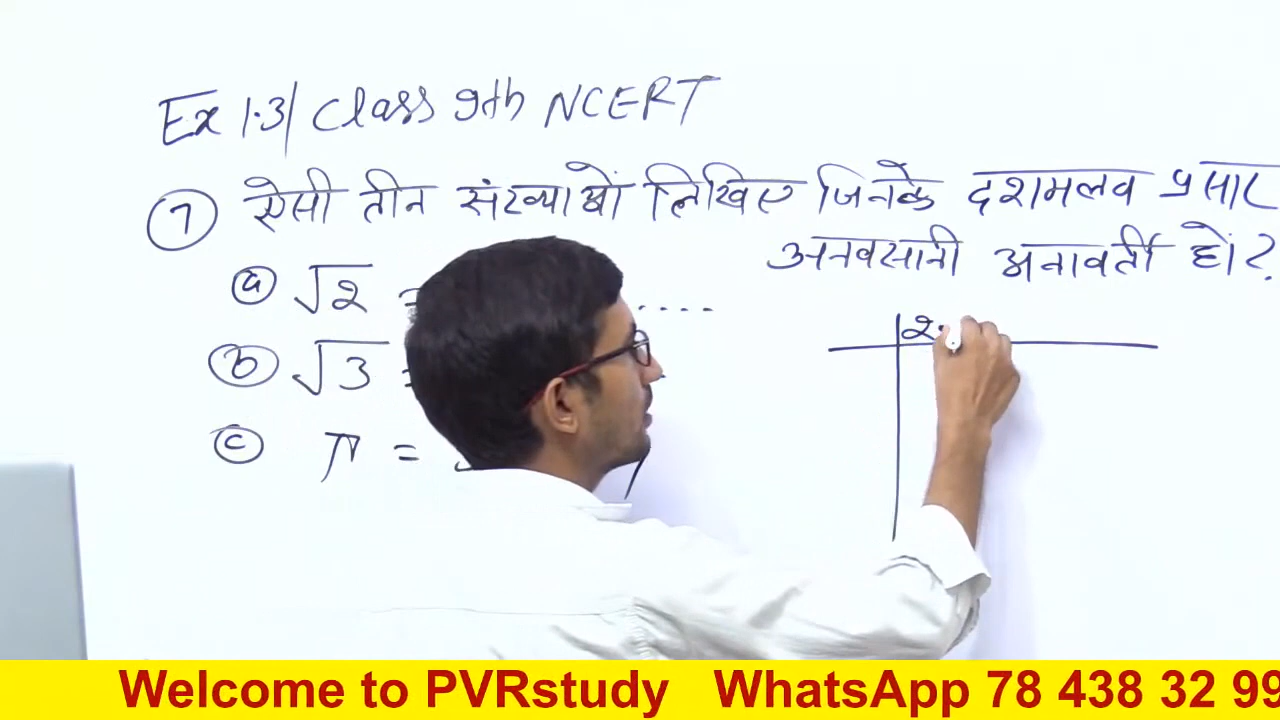 Ex 1.3/ Class 9th NCERT
7 ऐसी तीन संख्याओं लिखिए जिनके दशमलव प्रसार
अनवसानी अनावर्ती हों?
a √2 = ....
b √3 =
c π =
2.
Welcome to PVRstudy WhatsApp 78 438 32 99